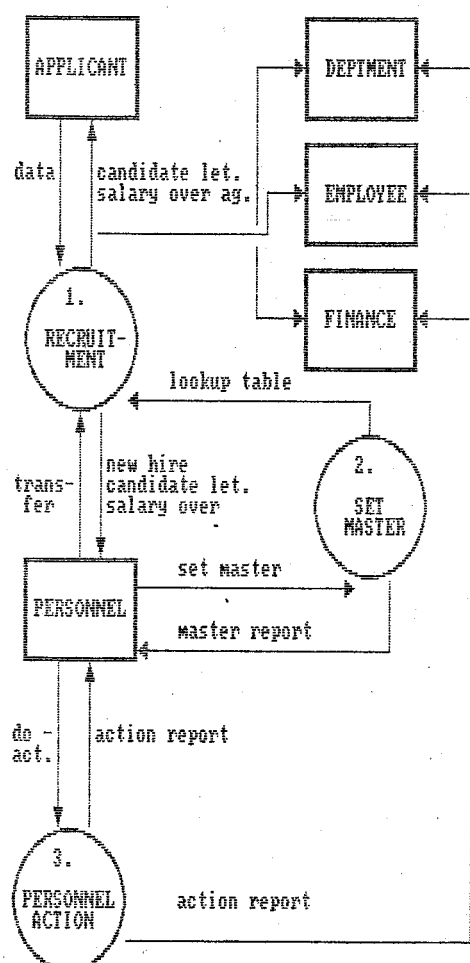 APPLICANT
DEPTMENT
data
candidate let.
salary over ag.
EMPLOYEE
1.
RECRUIT-
MENT
FINANCE
lookup table
trans-
fer
new hire
candidate let.
salary over
2.
SET
MASTER
set master
PERSONNEL
Master report
do -
act.
action report
3.
PERSONNEL
ACTION
action report